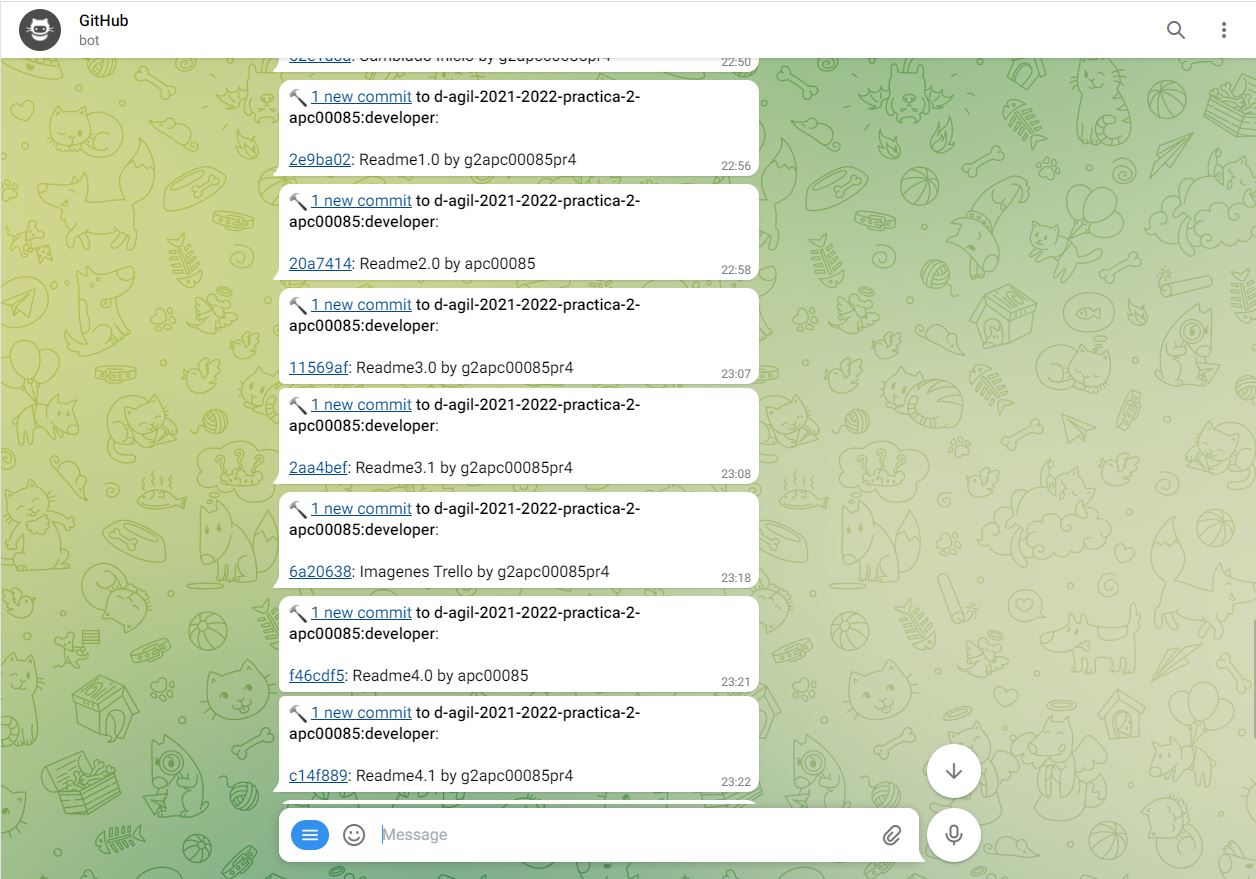 GitHub
bot
22:50
1 new commit to d-agil-2021-2022-practica-2-
apc00085:developer:
2e9ba02: Readme1.0 by g2apc00085pr4
22:56
1 new commit to d-agil-2021-2022-practica-2-
apc00085:developer:
20a7414: Readme2.0 by apc00085
22:58
1 new commit to d-agil-2021-2022-practica-2-
apc00085:developer:
11569af: Readme3.0 by g2apc00085pr4
23:07
1 new commit to d-agil-2021-2022-practica-2-
apc00085:developer:
2aa4bef: Readme3.1 by g2apc00085pr4
23:08
1 new commit to d-agil-2021-2022-practica-2-
apc00085:developer:
6a20638: Imagenes Trello by g2apc00085pr4
23:18
1 new commit to d-agil-2021-2022-practica-2-
apc00085:developer:
f46cdf5: Readme4.0 by apc00085
23:21
1 new commit to d-agil-2021-2022-practica-2-
apc00085:developer:
c14f889: Readme4.1 by g2apc00085pr4
23:22
Message